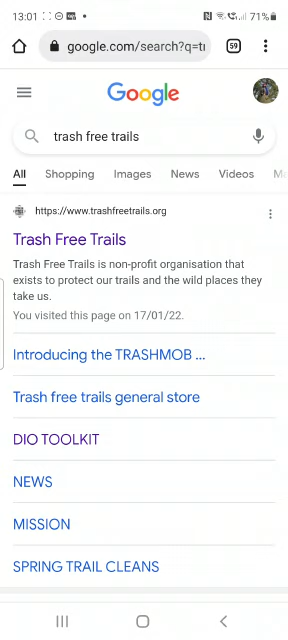 13:01
71%
google.com/search?q=tr
59
Google
trash free trails
All Shopping Images News Videos
https://www.trashfreetrails.org
Trash Free Trails
Trash Free Trails is non-profit organisation that
exists to protect our trails and the wild places they
take us.
You visited this page on 17/01/22.
Introducing the TRASHMOB ...
Trash free trails general store
DIO TOOLKIT
NEWS
MISSION
SPRING TRAIL CLEANS